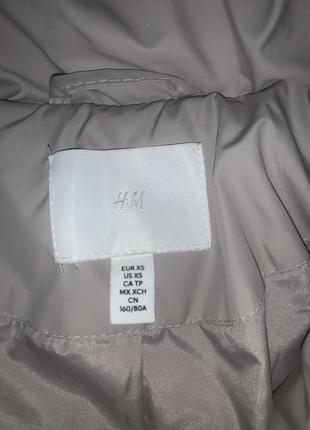 H&M
EUR XS
US XS
CA TP
MX XCH
CN
160/80A